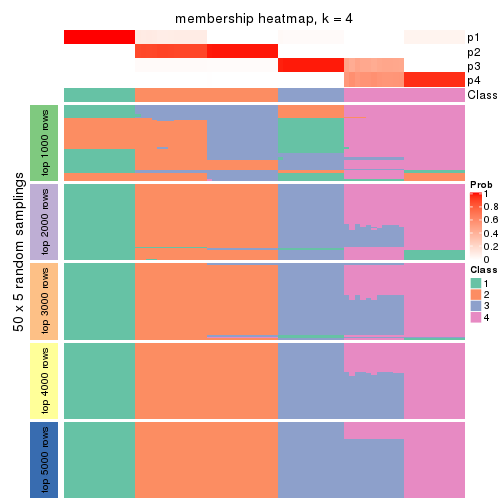 membership heatmap, k = 4
p1
p2
p3
p4
Class
50 x 5 random samplings
top 1000 rows
top 2000 rows
top 3000 rows
top 4000 rows
top 5000 rows
Prob
1
0.8
0.6
0.4
0.2
0
Class
1
2
3
4